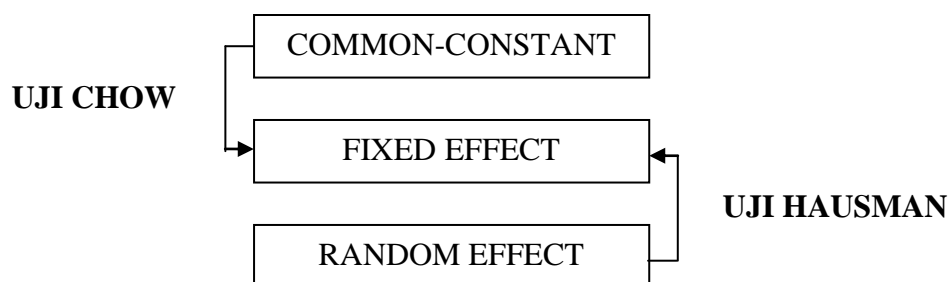 COMMON-CONSTANT
UJI CHOW
FIXED EFFECT
UJI HAUSMAN
RANDOM EFFECT